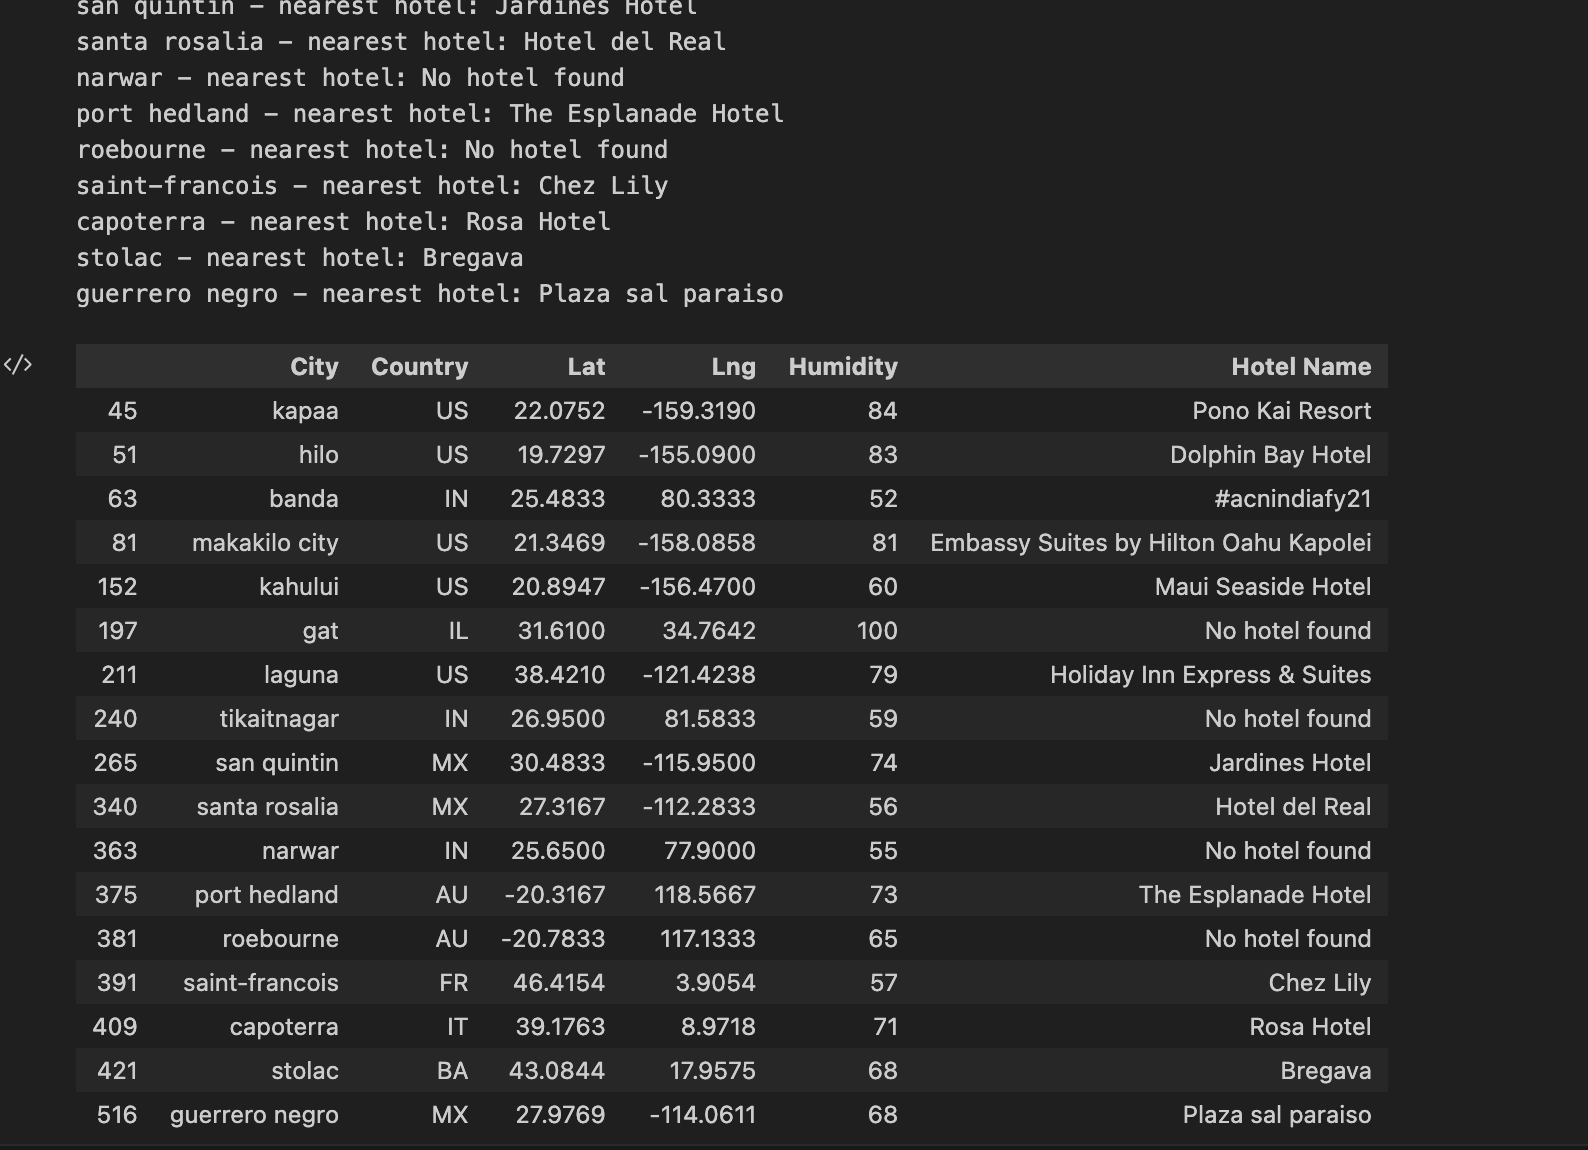 san quintin – nearest hotel: Jardines Hotel
santa rosalia – nearest hotel: Hotel del Real
narwar – nearest hotel: No hotel found
port hedland – nearest hotel: The Esplanade Hotel
roebourne – nearest hotel: No hotel found
saint-francois – nearest hotel: Chez Lily
capoterra – nearest hotel: Rosa Hotel
stolac – nearest hotel: Bregava
guerrero negro – nearest hotel: Plaza sal paraiso
</> City Country Lat Lng Humidity Hotel Name
45 kapaa US 22.0752 -159.3190 84 Pono Kai Resort
51 hilo US 19.7297 -155.0900 83 Dolphin Bay Hotel
63 banda IN 25.4833 80.3333 52 #acnindiafy21
81 makakilo city US 21.3469 -158.0858 81 Embassy Suites by Hilton Oahu Kapolei
152 kahului US 20.8947 -156.4700 60 Maui Seaside Hotel
197 gat IL 31.6100 34.7642 100 No hotel found
211 laguna US 38.4210 -121.4238 79 Holiday Inn Express & Suites
240 tikaitnagar IN 26.9500 81.5833 59 No hotel found
265 san quintin MX 30.4833 -115.9500 74 Jardines Hotel
340 santa rosalia MX 27.3167 -112.2833 56 Hotel del Real
363 narwar IN 25.6500 77.9000 55 No hotel found
375 port hedland AU -20.3167 118.5667 73 The Esplanade Hotel
381 roebourne AU -20.7833 117.1333 65 No hotel found
391 saint-francois FR 46.4154 3.9054 57 Chez Lily
409 capoterra IT 39.1763 8.9718 71 Rosa Hotel
421 stolac BA 43.0844 17.9575 68 Bregava
516 guerrero negro MX 27.9769 -114.0611 68 Plaza sal paraiso